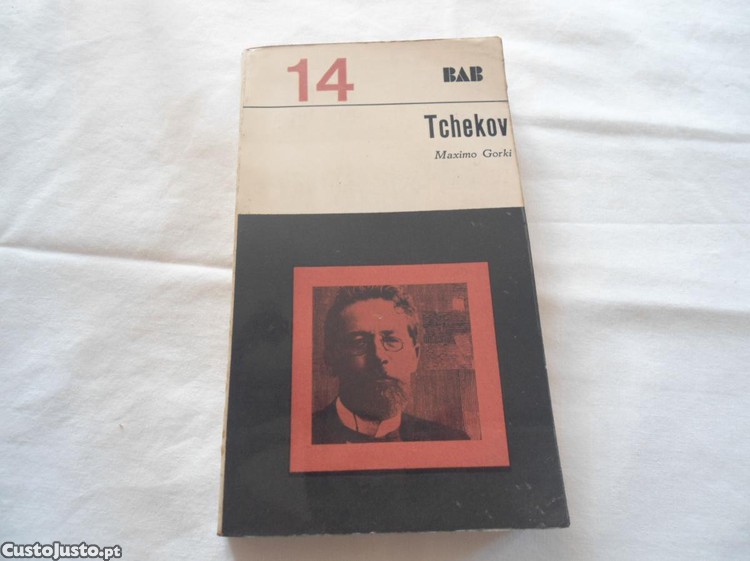 14 BAB
Tchekov
Maximo Gorki
CustoJusto.pt